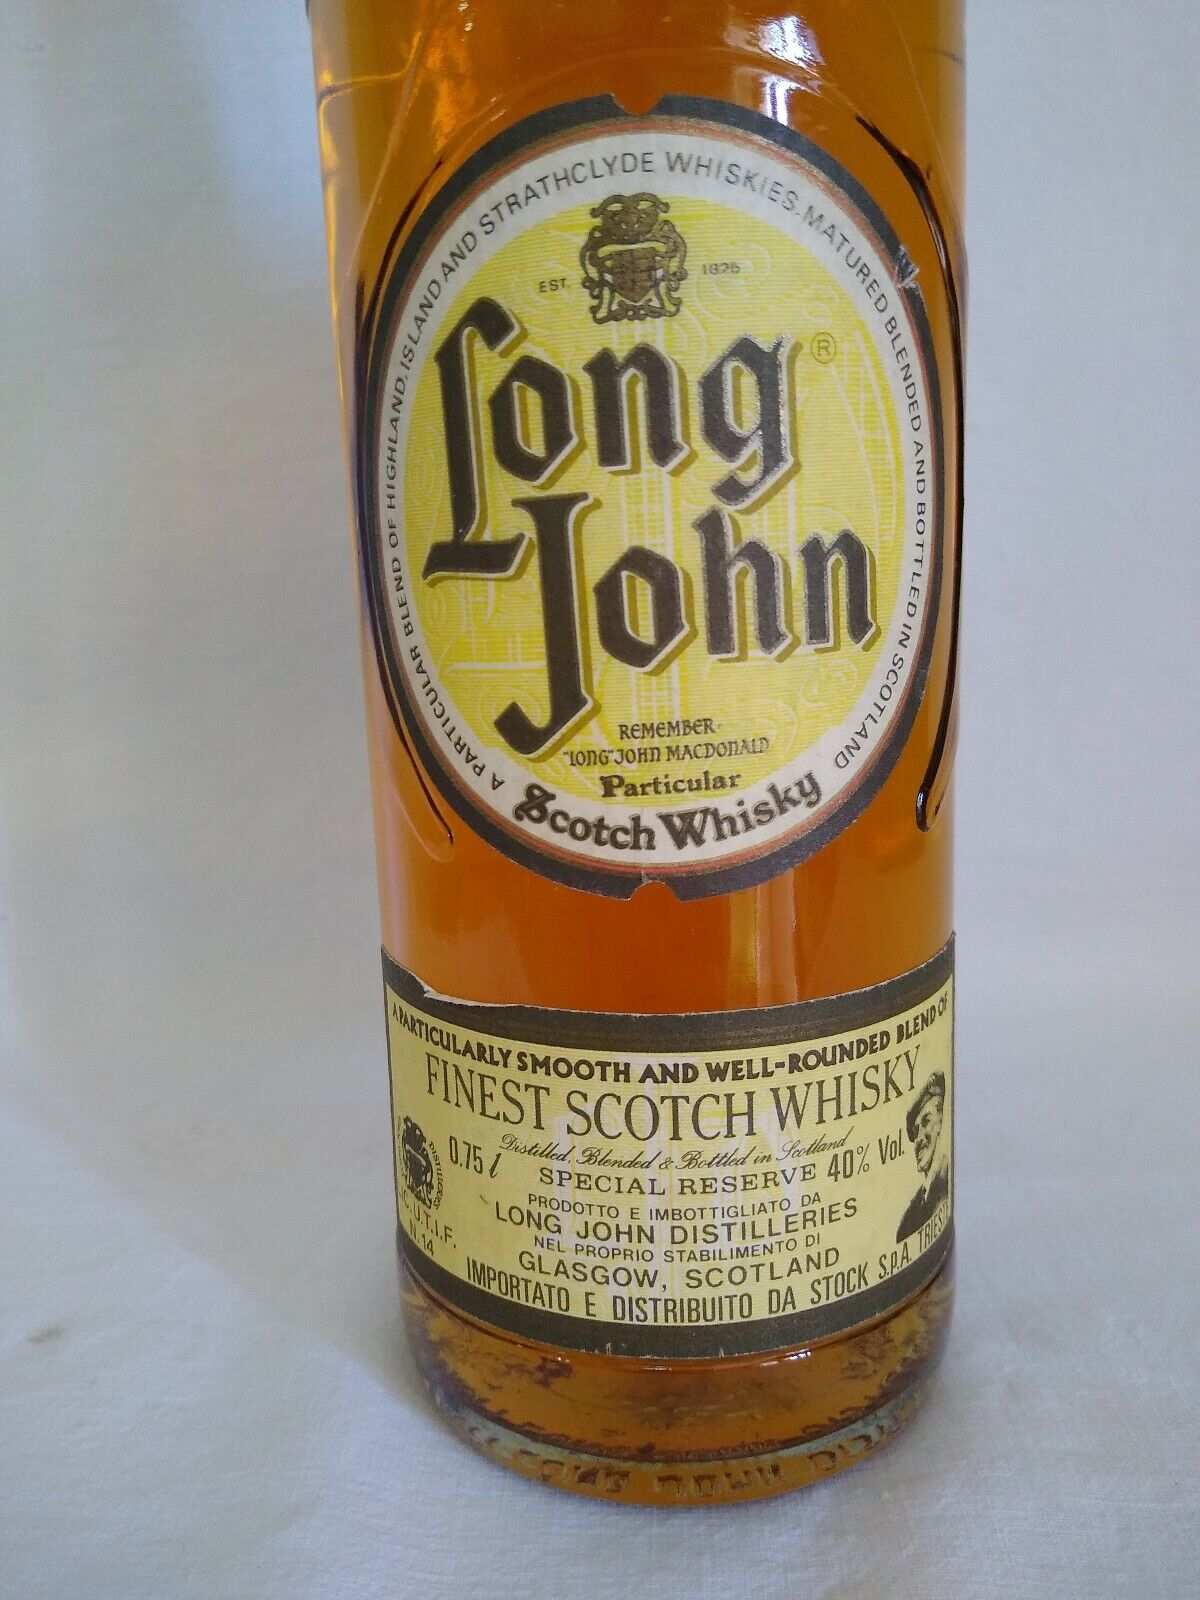 A PARTICULAR BLEND OF HIGHLAND, ISLAND AND STRATHCLYDE WHISKIES. MATURED BLENDED AND BOTTLED IN SCOTLAND
EST. 1825
Long ®
John
REMEMBER
"LONG" JOHN MACDONALD
Particular
Scotch Whisky
A PARTICULARLY SMOOTH AND WELL-ROUNDED BLEND OF
FINEST SCOTCH WHISKY
Distilled, Blended & Bottled in Scotland
0.75 l SPECIAL RESERVE 40% Vol.
PRODOTTO E IMBOTTIGLIATO DA
LONG JOHN DISTILLERIES
NEL PROPRIO STABILIMENTO DI
GLASGOW, SCOTLAND
U.T.I.F.
N. 14
IMPORTATO E DISTRIBUITO DA STOCK S.p.A. TRIESTE